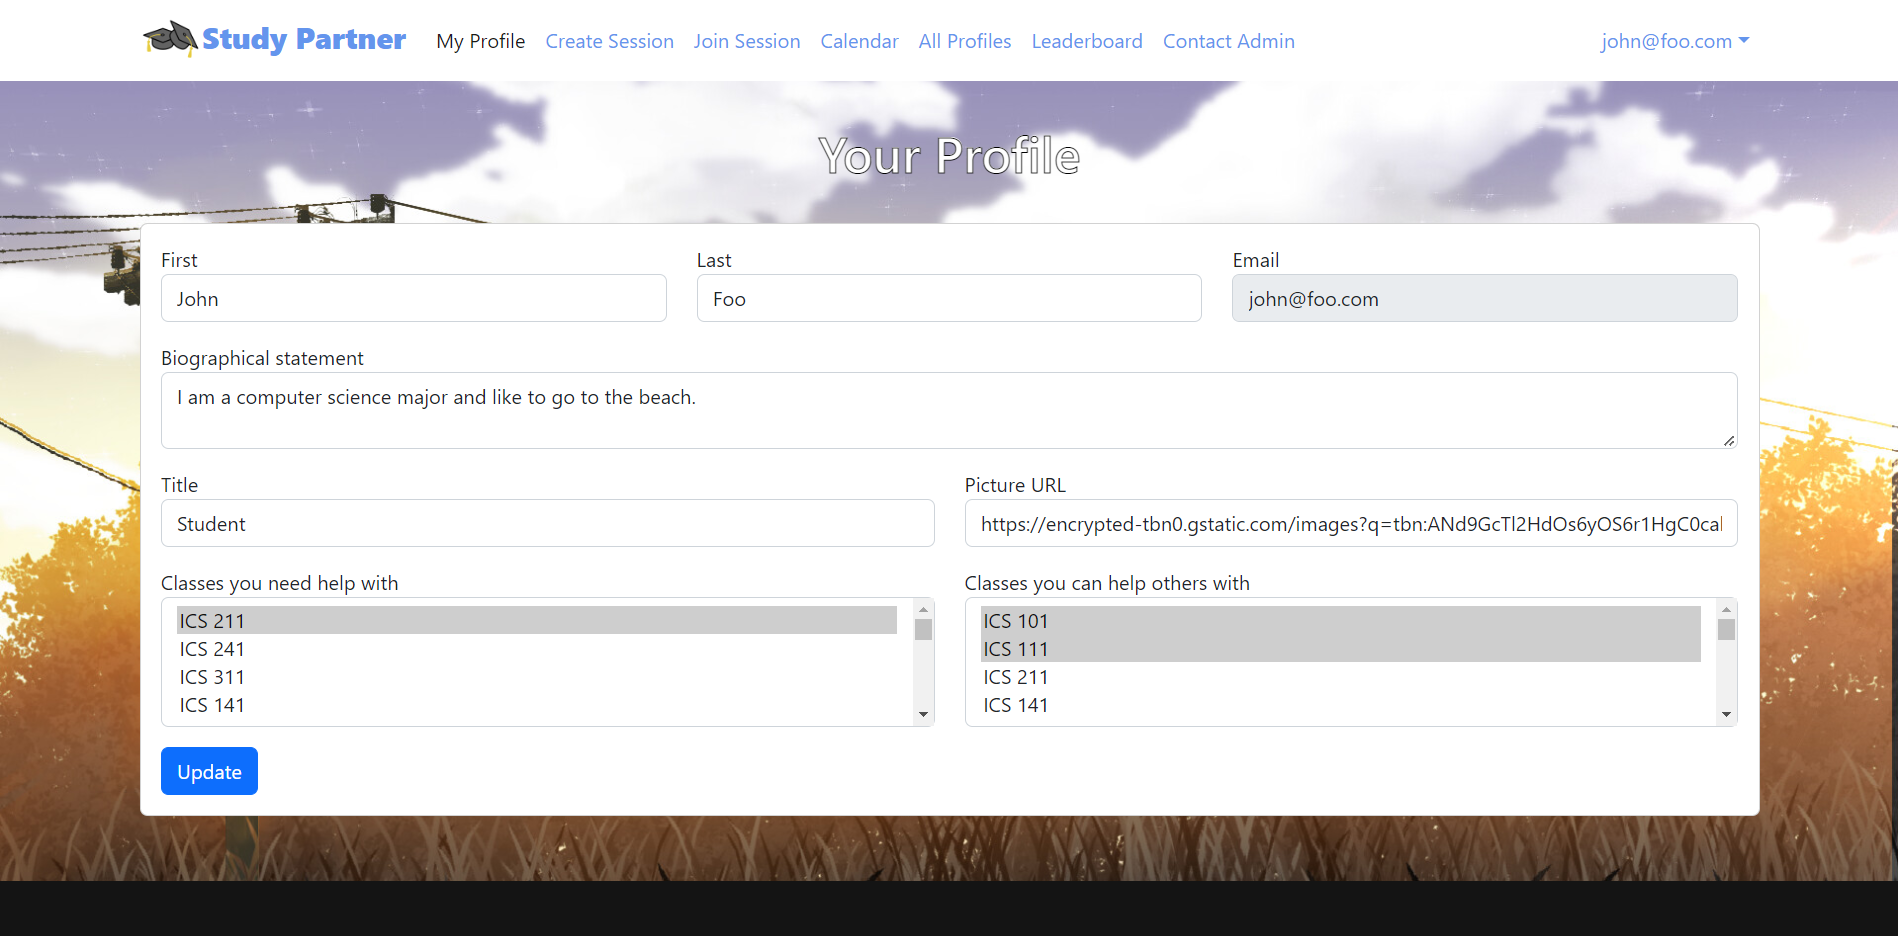 Study Partner My Profile Create Session Join Session Calendar All Profiles Leaderboard Contact Admin john@foo.com
Your Profile
First Last Email
John Foo john@foo.com
Biographical statement
I am a computer science major and like to go to the beach.
Title Picture URL
Student https://encrypted-tbn0.gstatic.com/images?q=tbn:ANd9GcTl2HdOs6yOS6r1HgC0cal
Classes you need help with Classes you can help others with
ICS 211 ICS 101
ICS 241 ICS 111
ICS 311 ICS 211
ICS 141 ICS 141
Update